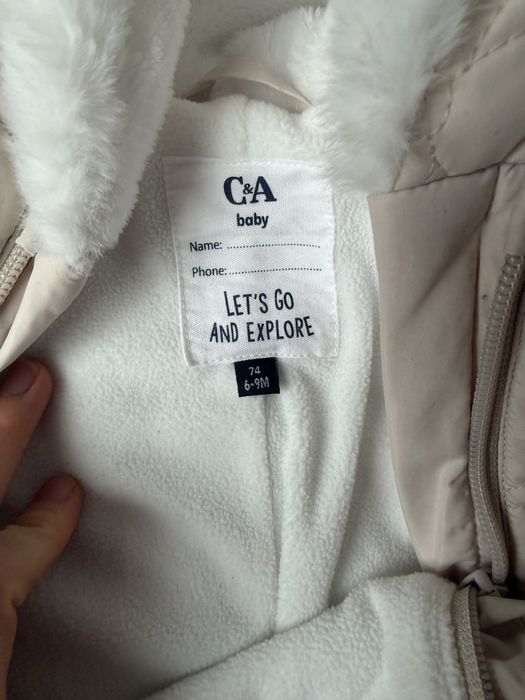 C&A
baby
Name: ..............................
Phone: ..............................
LET'S GO
AND EXPLORE
74
6-9M